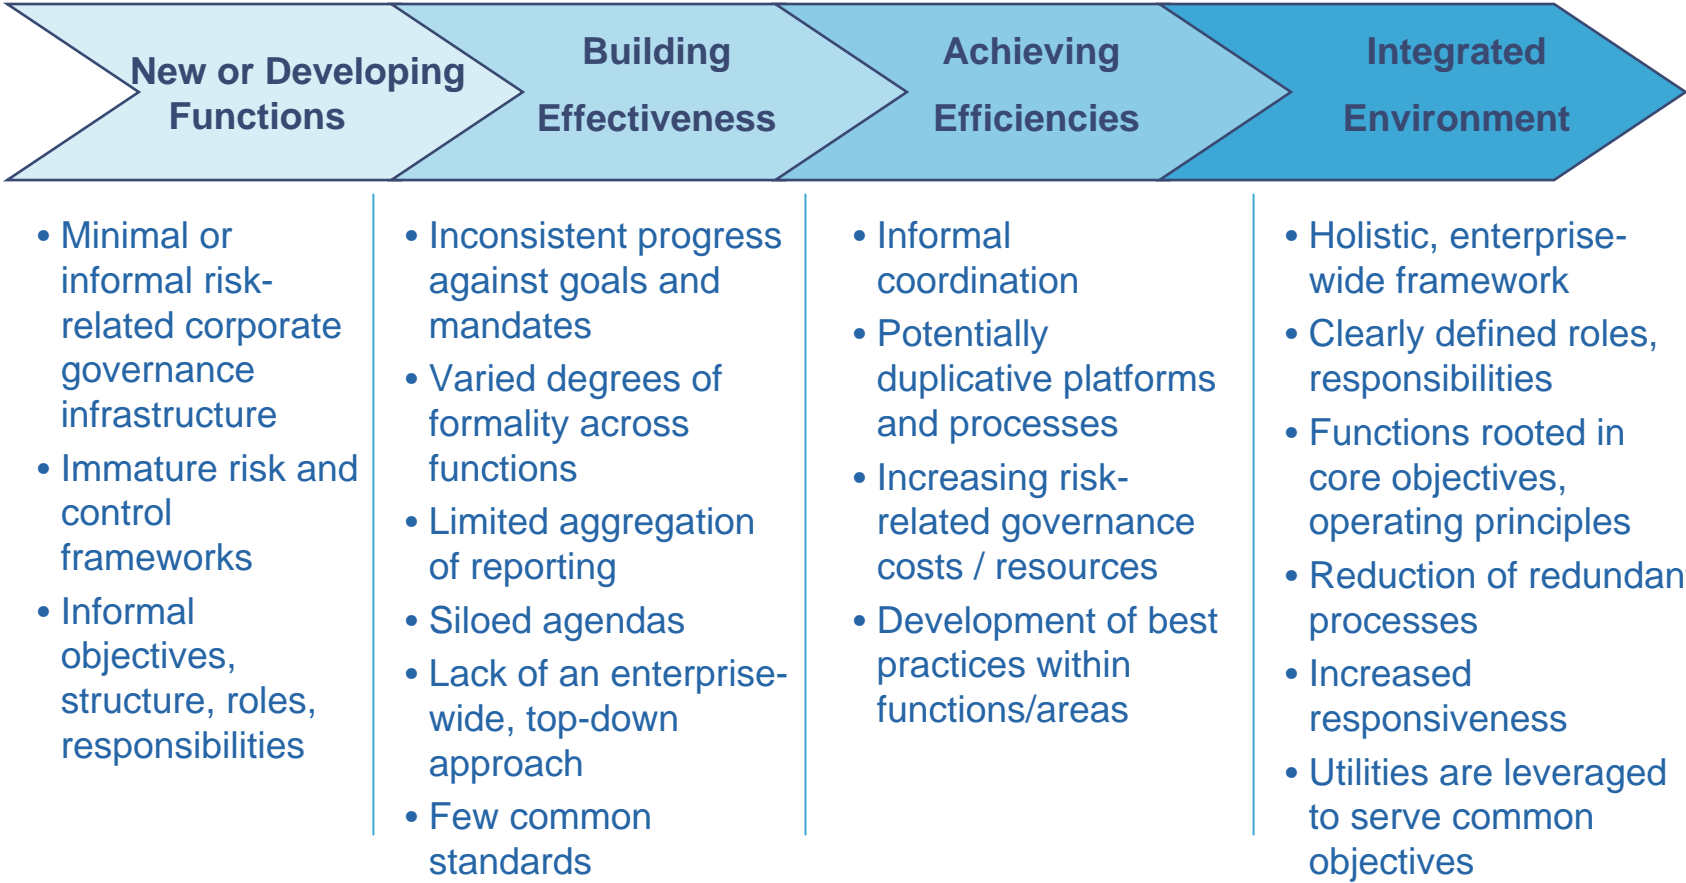 New or Developing
Functions
Building
Effectiveness
Achieving
Efficiencies
Integrated
Environment
• Minimal or
informal risk-
related corporate
governance
infrastructure
• Immature risk and
control
frameworks
• Informal
objectives,
structure, roles,
responsibilities
• Inconsistent progress
against goals and
mandates
• Varied degrees of
formality across
functions
• Limited aggregation
of reporting
• Siloed agendas
• Lack of an enterprise-
wide, top-down
approach
• Few common
standards
• Informal
coordination
• Potentially
duplicative platforms
and processes
• Increasing risk-
related governance
costs / resources
• Development of best
practices within
functions/areas
• Holistic, enterprise-
wide framework
• Clearly defined roles,
responsibilities
• Functions rooted in
core objectives,
operating principles
• Reduction of redundant
processes
• Increased
responsiveness
• Utilities are leveraged
to serve common
objectives